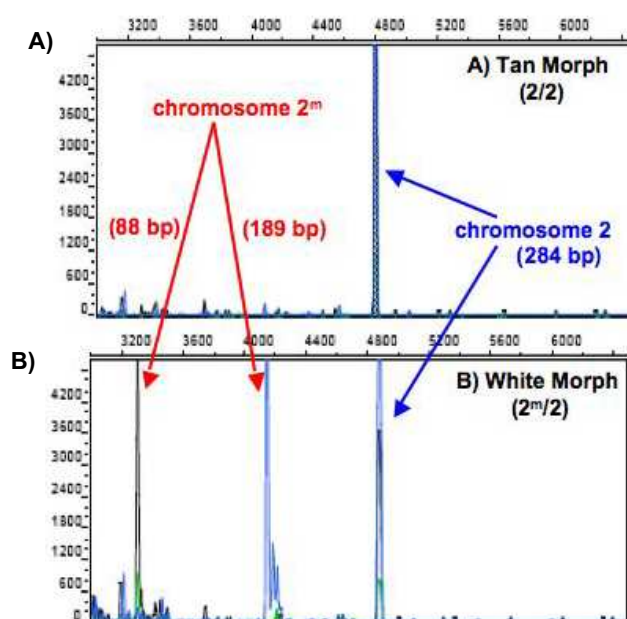 3200 3600 4000 4400 4800 5200 5600 6000
A)
A) Tan Morph
(2/2)
4200
3600
3000
2400
1800
1200
600
0
chromosome 2ᵐ
(88 bp)
(189 bp)
chromosome 2
(284 bp)
3200 3600 4000 4400 4800 5200 5600 6000
B)
B) White Morph
(2ᵐ/2)
4200
3600
3000
2400
1800
1200
600
0